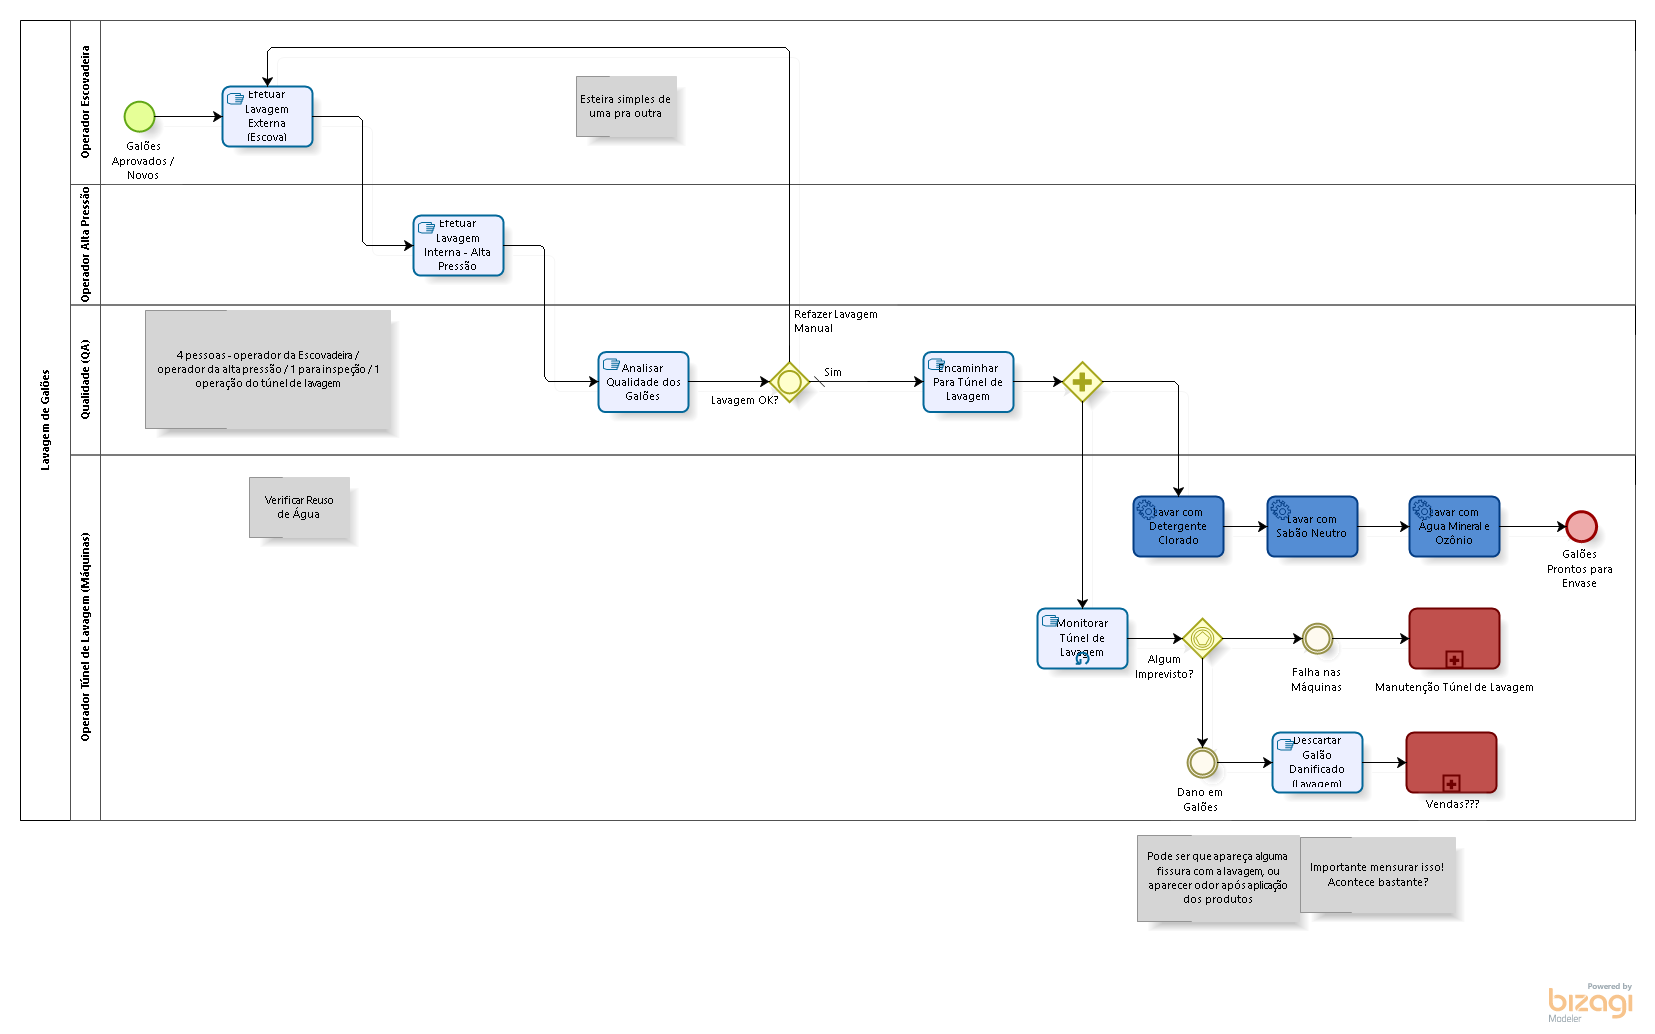 Lavagem de Galões
Operador Escovadeira
Galões
Aprovados /
Novos
Efetuar
Lavagem
Externa
(Escova)
Esteira simples de
uma pra outra
Operador Alta Pressão
Efetuar
Lavagem
Interna - Alta
Pressão
Qualidade (QA)
4 pessoas - operador da Escovadeira /
operador da alta pressão / 1 para inspeção / 1
operação do túnel de lavagem
Analisar
Qualidade dos
Galões
Lavagem OK?
Refazer Lavagem
Manual
Sim
Encaminhar
Para Túnel de
Lavagem
Operador Túnel de Lavagem (Máquinas)
Verificar Reuso
de Água
Lavar com
Detergente
Clorado
Lavar com
Sabão Neutro
Lavar com
Água Mineral e
Ozônio
Galões
Prontos para
Envase
Monitorar
Túnel de
Lavagem
Algum
Imprevisto?
Falha nas
Máquinas
Manutenção Túnel de Lavagem
Dano em
Galões
Descartar
Galão
Danificado
(Lavagem)
Vendas???
Pode ser que apareça alguma
fissura com a lavagem, ou
aparecer odor após aplicação
dos produtos
Importante mensurar isso!
Acontece bastante?
Powered by
bizagi
Modeler